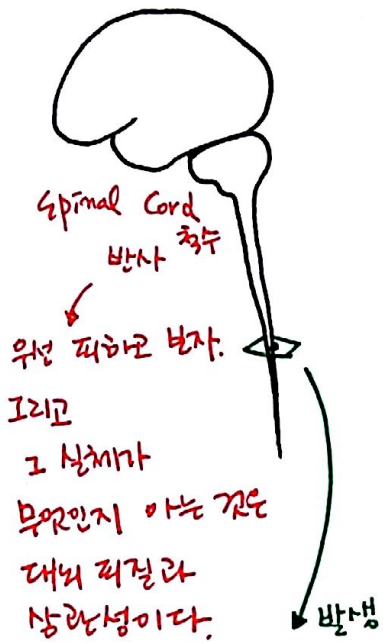 Spinal Cord
척수
반사
우선 피하고 보자.
그리고
그 실체가
무엇인지 아는 것은
대뇌 피질과
상관성이다.
발생